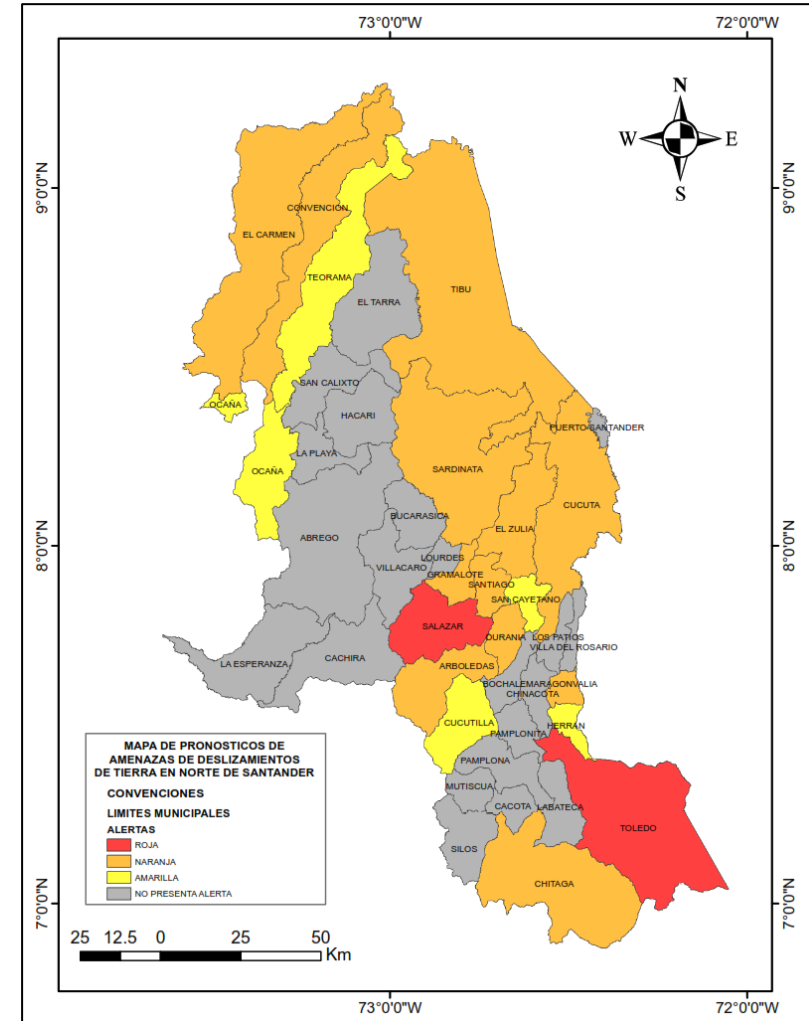 73°0'0"W 72°0'0"W
N
W E
S
9°0'0"N 9°0'0"N
CONVENCIÓN
EL CARMEN
TEORAMA
TIBU
EL TARRA
SAN CALIXTO
OCAÑA
HACARI
PUERTO SANTANDER
LA PLAYA
OCAÑA
SARDINATA
CUCUTA
BUCARASICA
EL ZULIA
ABREGO
8°0'0"N 8°0'0"N
LOURDES
VILLACARO
GRAMALOTE
SANTIAGO
SAN CAYETANO
SALAZAR
DURANIA
LOS PATIOS
VILLA DEL ROSARIO
CACHIRA
LA ESPERANZA
ARBOLEDAS
BOCHALEMA
RAGONVALIA
CHINACOTA
CUCUTILLA
HERRÁN
PAMPLONITA
PAMPLONA
MUTISCUA
CACOTA
LABATECA
TOLEDO
SILOS
CHITAGA
MAPA DE PRONOSTICOS DE
AMENAZAS DE DESLIZAMIENTOS
DE TIERRA EN NORTE DE SANTANDER
CONVENCIONES
LIMITES MUNICIPALES
ALERTAS
ROJA
NARANJA
AMARILLA
NO PRESENTA ALERTA
7°0'0"N 7°0'0"N
25 12.5 0 25 50
Km
73°0'0"W 72°0'0"W